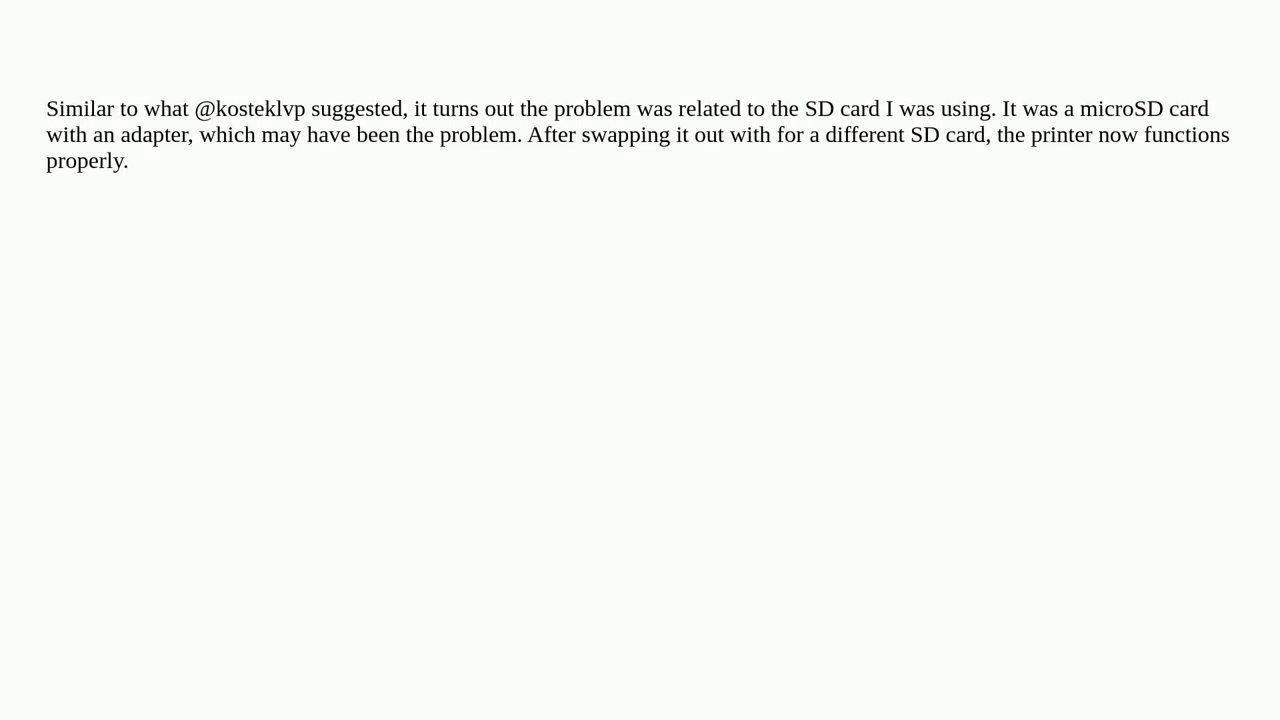 Similar to what @kosteklvp suggested, it turns out the problem was related to the SD card I was using. It was a microSD card
with an adapter, which may have been the problem. After swapping it out with for a different SD card, the printer now functions
properly.